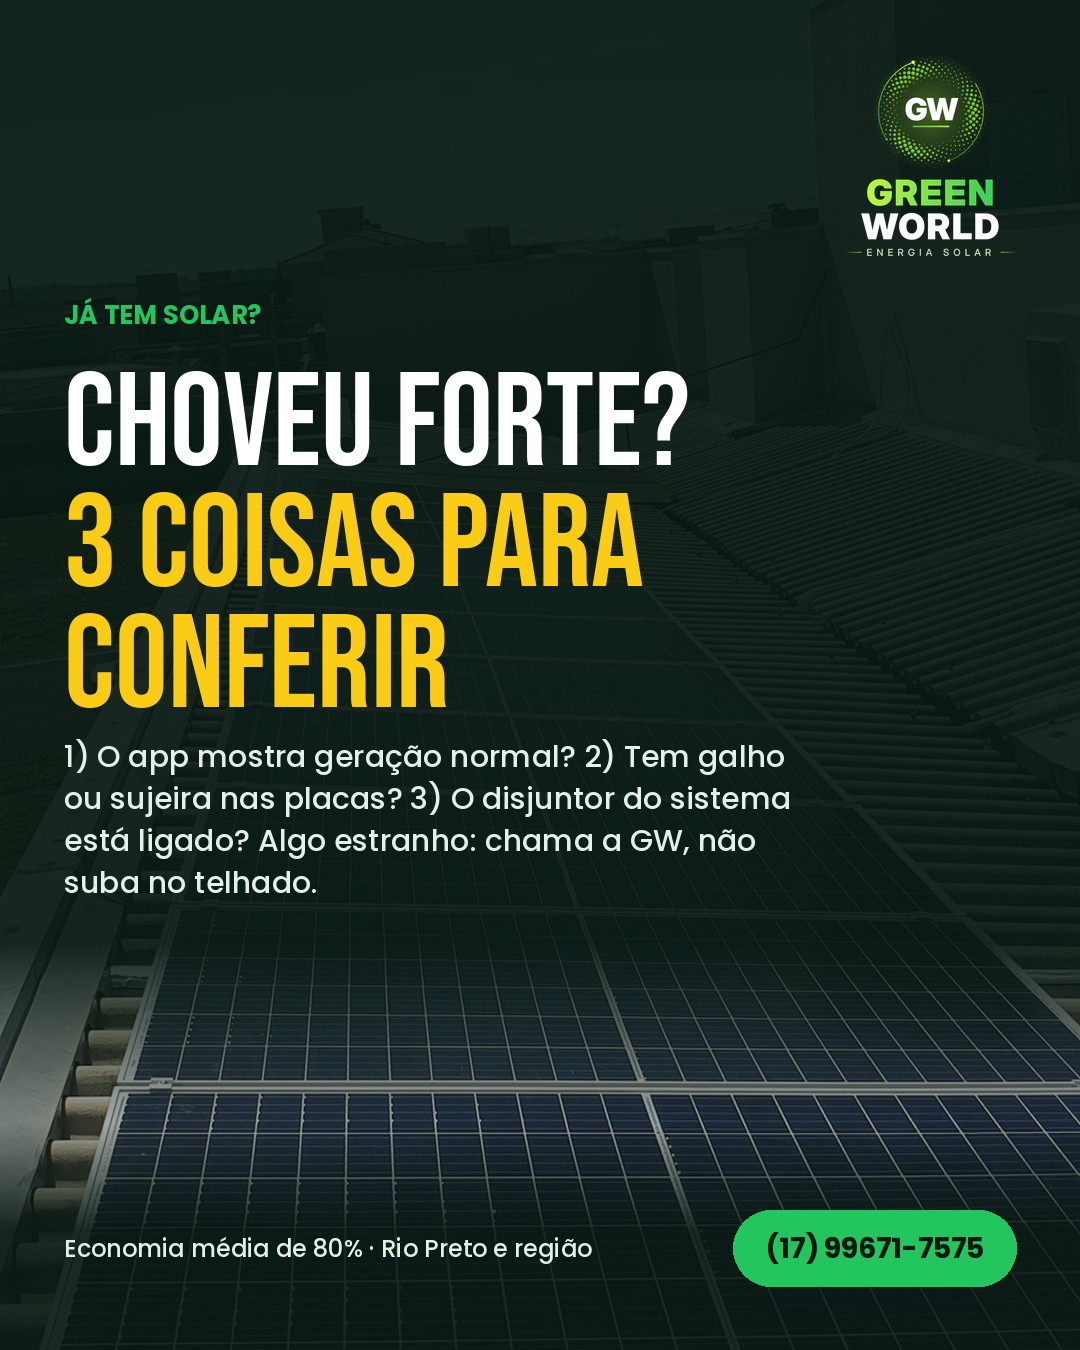 GW
GREEN
WORLD
ENERGIA SOLAR
JÁ TEM SOLAR?
CHOVEU FORTE?
3 COISAS PARA
CONFERIR
1) O app mostra geração normal? 2) Tem galho
ou sujeira nas placas? 3) O disjuntor do sistema
está ligado? Algo estranho: chama a GW, não
suba no telhado.
Economia média de 80% · Rio Preto e região
(17) 99671-7575